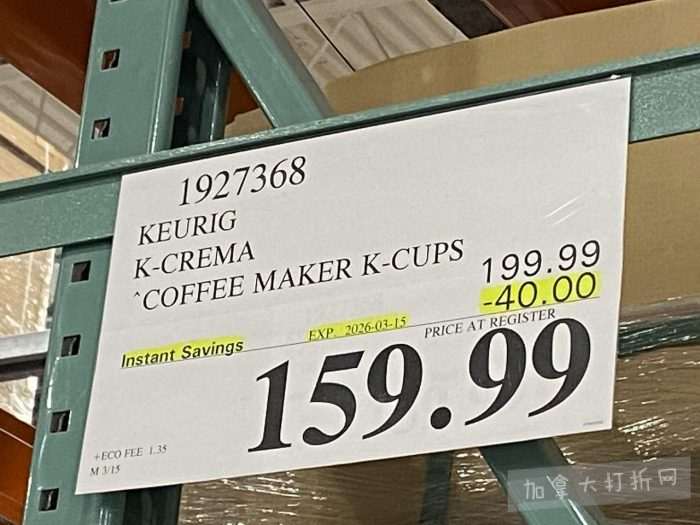 1927368
KEURIG
K-CREMA
^COFFEE MAKER K-CUPS
199.99
-40.00
Instant Savings
EXP. 2026-03-15
PRICE AT REGISTER
159.99
+ECO FEE 1.35
M 3/15
加拿大打折网